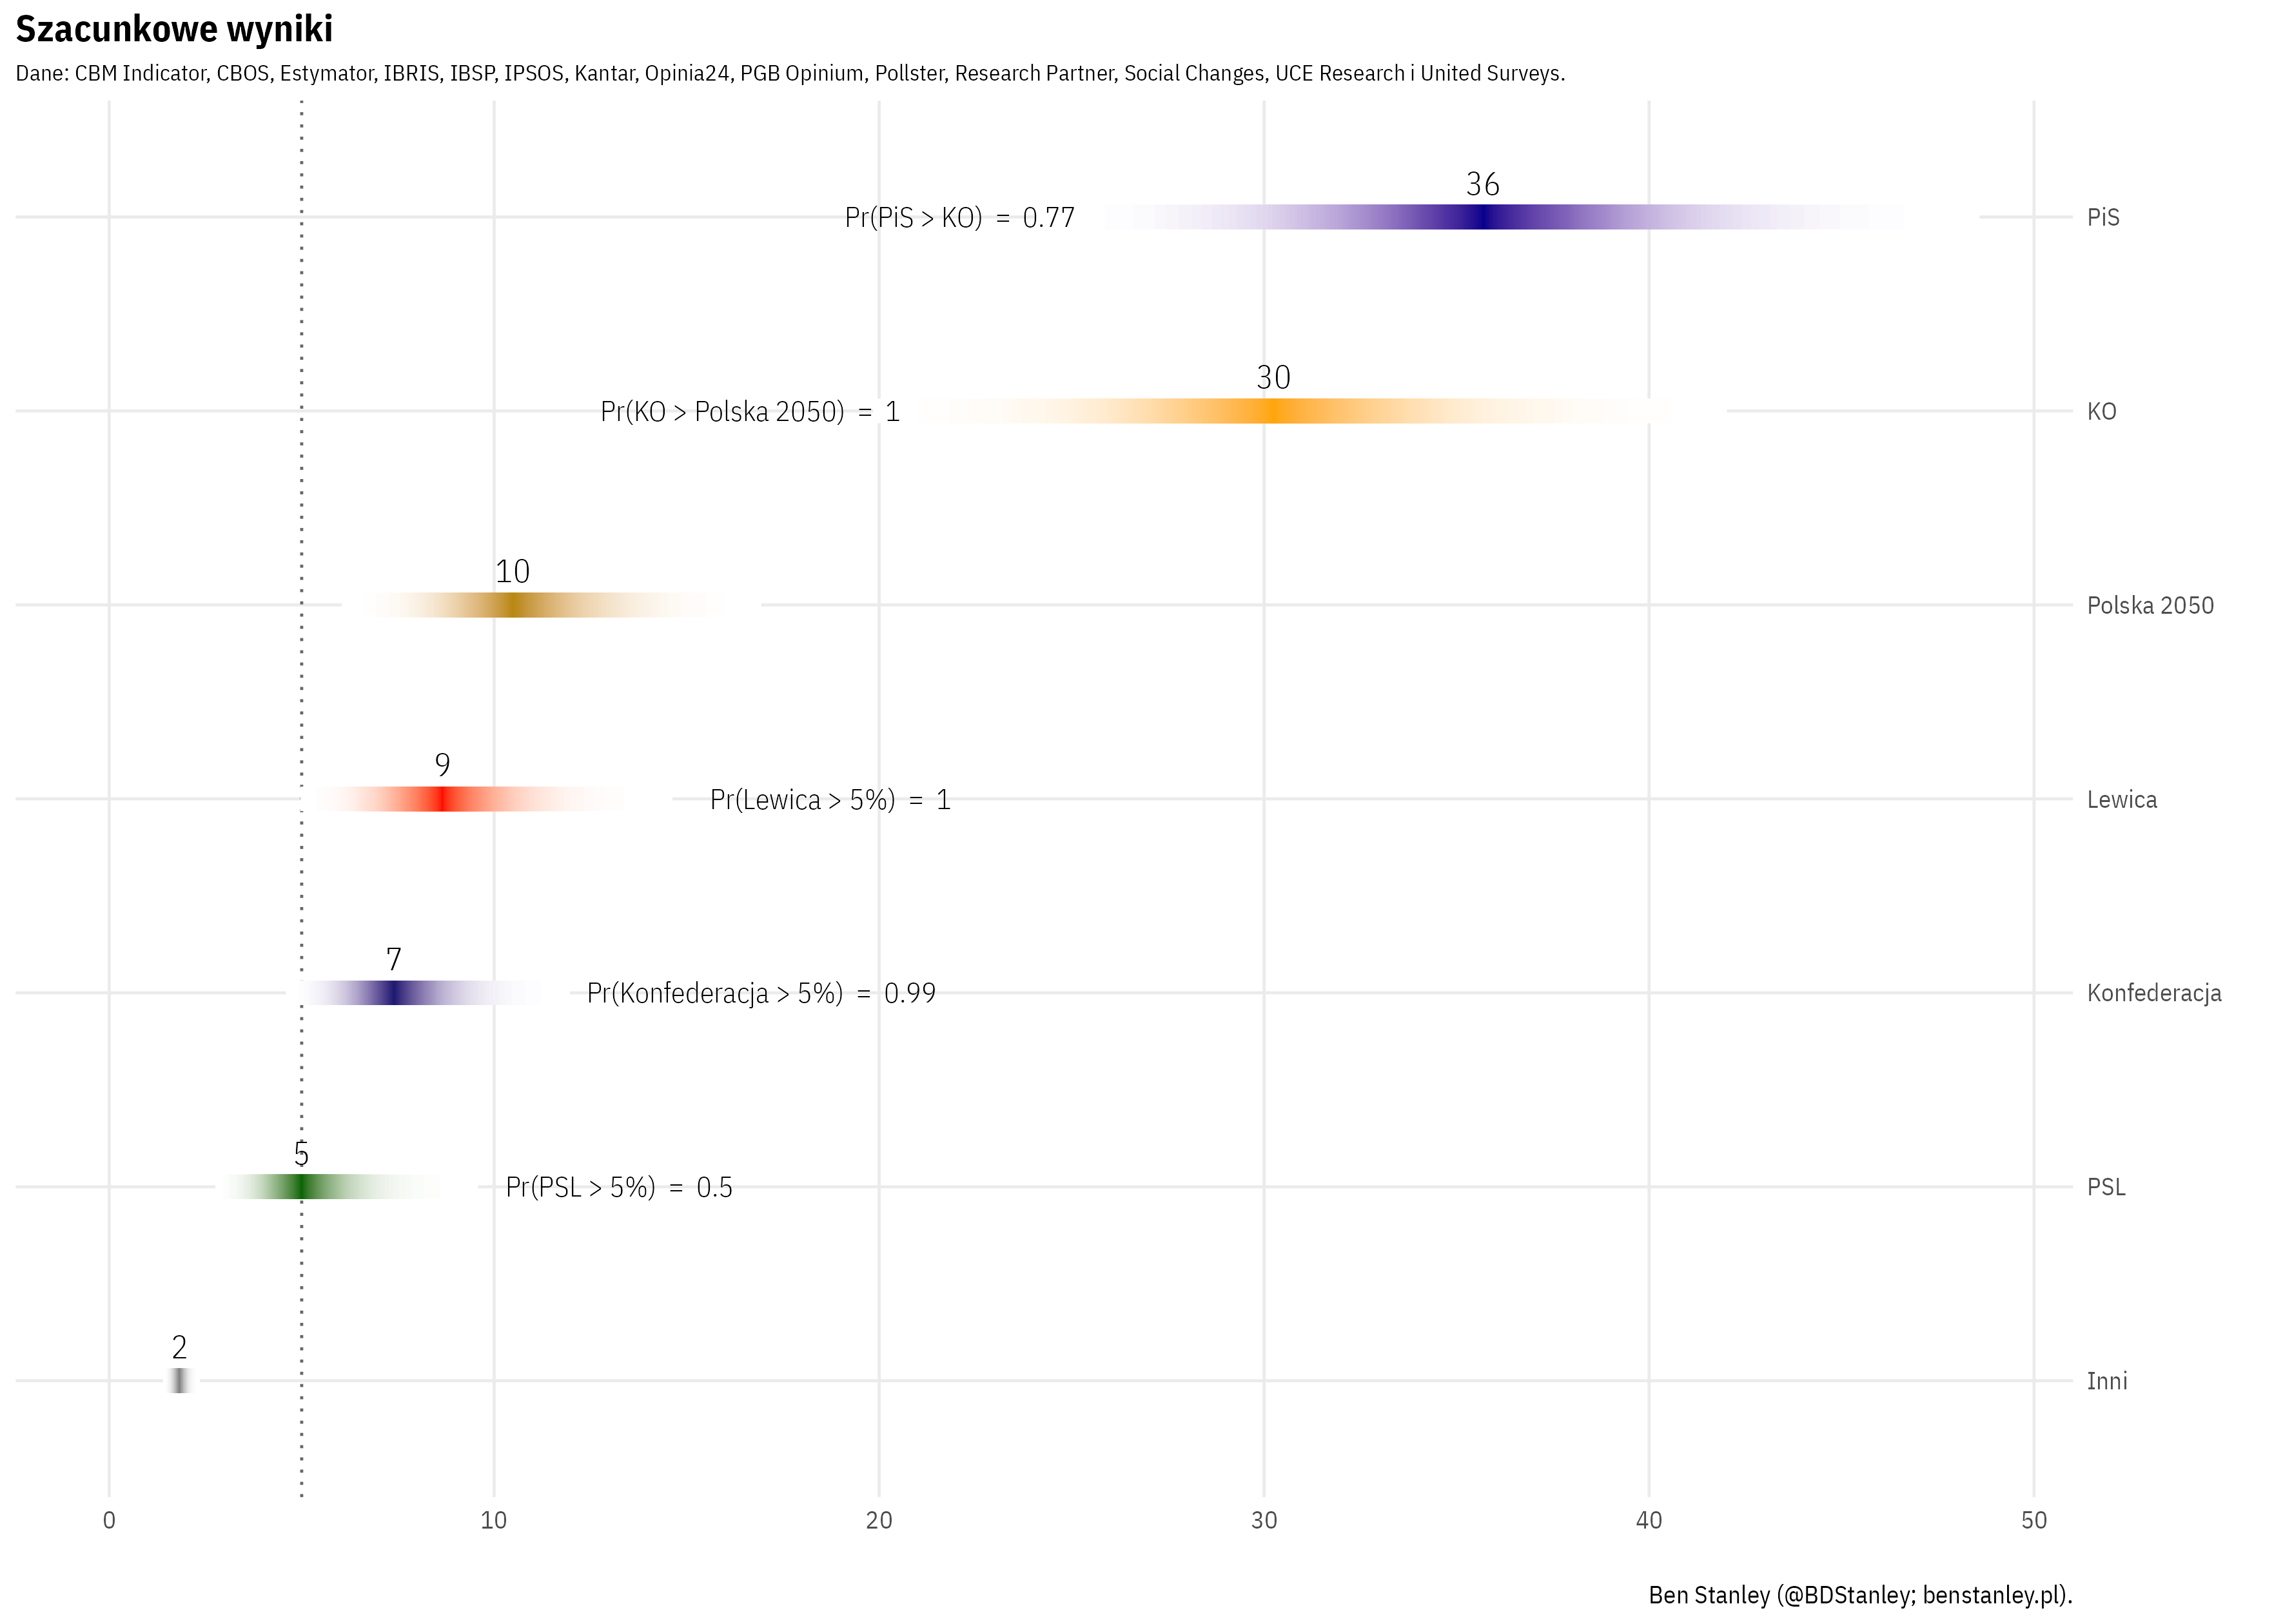 Szacunkowe wyniki
Dane: CBM Indicator, CBOS, Estymator, IBRIS, IBSP, IPSOS, Kantar, Opinia24, PGB Opinium, Pollster, Research Partner, Social Changes, UCE Research i United Surveys.
36
Pr(PiS > KO) = 0.77
PiS
30
Pr(KO > Polska 2050) = 1
KO
10
Polska 2050
9
Pr(Lewica > 5%) = 1
Lewica
7
Pr(Konfederacja > 5%) = 0.99
Konfederacja
5
Pr(PSL > 5%) = 0.5
PSL
2
Inni
0 10 20 30 40 50
Ben Stanley (@BDStanley; benstanley.pl).